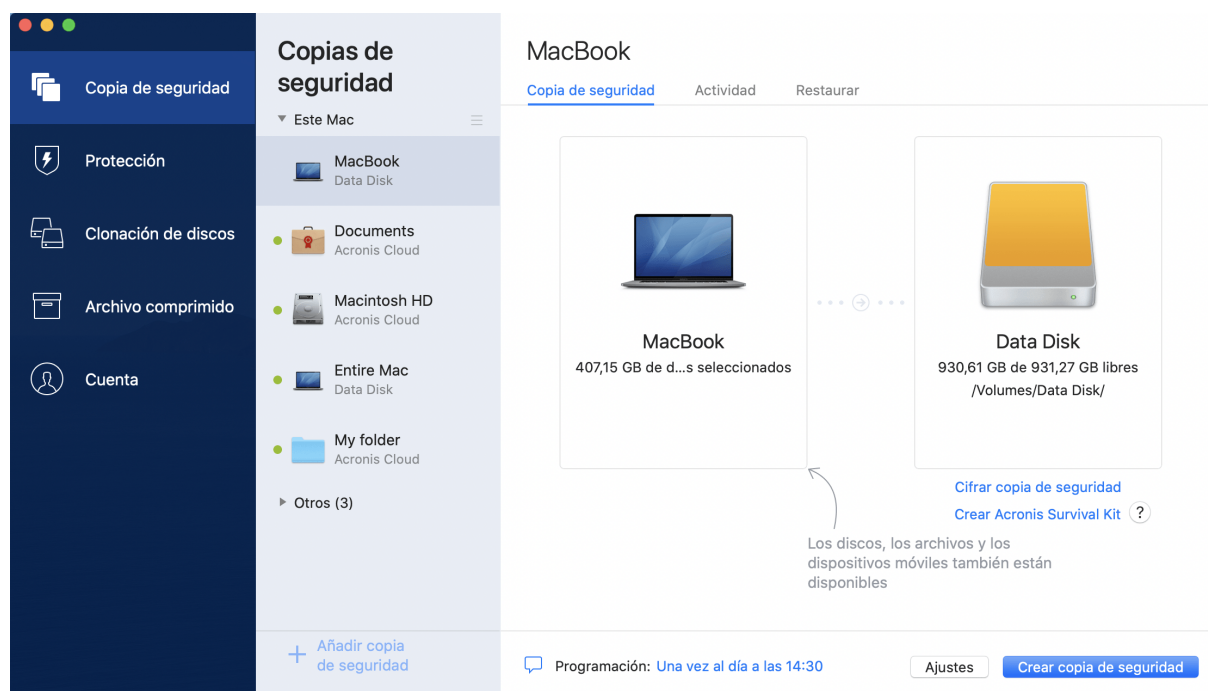 Copia de seguridad
Protección
Clonación de discos
Archivo comprimido
Cuenta
Copias de
seguridad
Este Mac
MacBook
Data Disk
Documents
Acronis Cloud
Macintosh HD
Acronis Cloud
Entire Mac
Data Disk
My folder
Acronis Cloud
Otros (3)
Añadir copia
de seguridad
MacBook
Copia de seguridad
Actividad
Restaurar
MacBook
407,15 GB de d...s seleccionados
Data Disk
930,61 GB de 931,27 GB libres
/Volumes/Data Disk/
Cifrar copia de seguridad
Crear Acronis Survival Kit ?
Los discos, los archivos y los
dispositivos móviles también están
disponibles
Programación: Una vez al día a las 14:30
Ajustes
Crear copia de seguridad